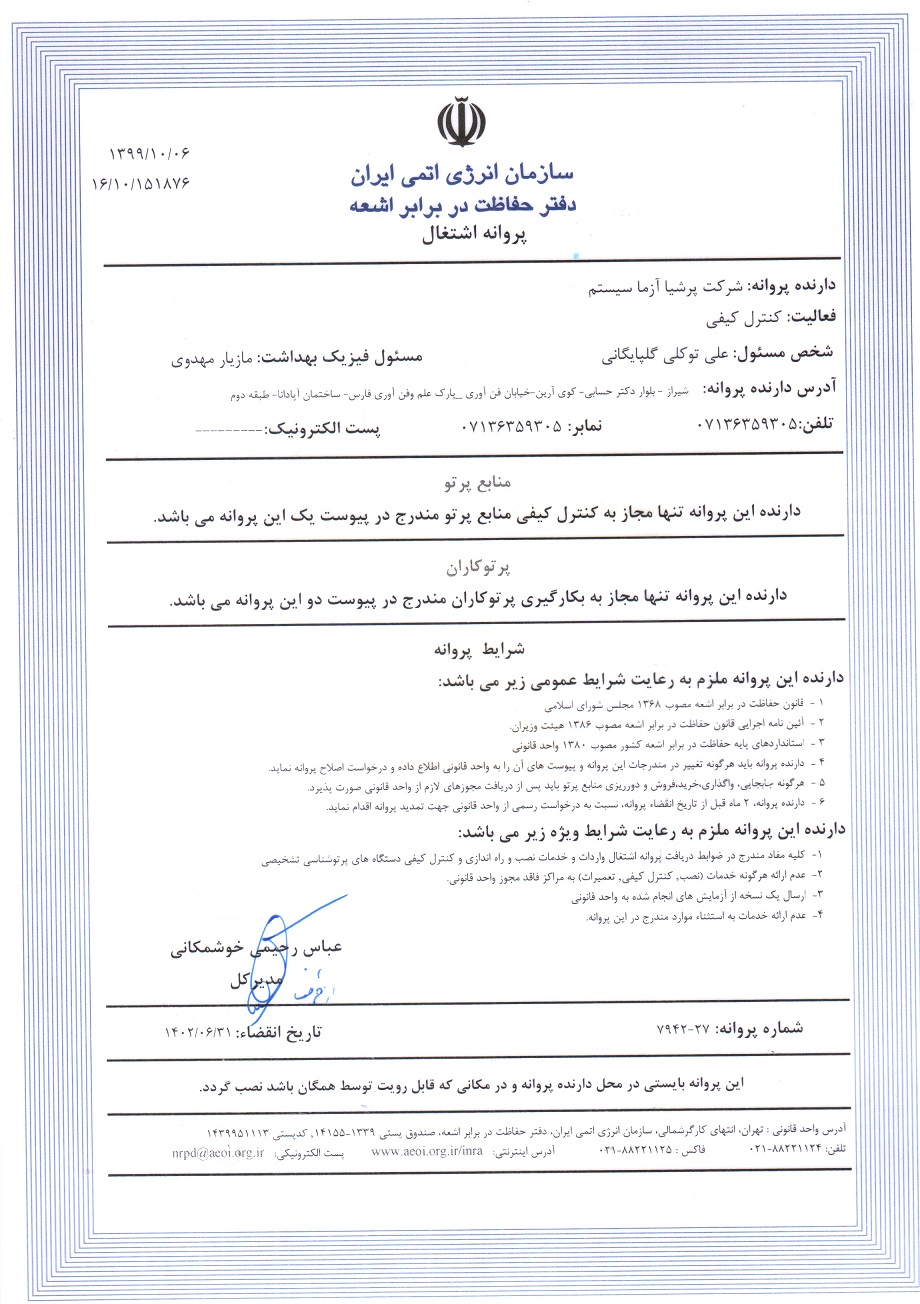 ۱۳۹۹/۱۰/۰۶
۱۶/۱۰/۱۵۱۸۷۶
سازمان انرژی اتمی ایران
دفتر حفاظت در برابر اشعه
پروانه اشتغال
دارنده پروانه: شرکت پرشیا آزما سیستم
فعالیت: کنترل کیفی
شخص مسئول: علی توکلی گلپایگانی مسئول فیزیک بهداشت: مازیار مهدوی
آدرس دارنده پروانه: شیراز - بلوار دکتر حسابی- کوی آرین-خیابان فن آوری _پارک علم وفن آوری فارس- ساختمان آپادانا- طبقه دوم
تلفن:۰۷۱۳۶۳۵۹۳۰۵ نمابر: ۰۷۱۳۶۳۵۹۳۰۵ پست الکترونیک:---------
منابع پرتو
دارنده این پروانه تنها مجاز به کنترل کیفی منابع پرتو مندرج در پیوست یک این پروانه می باشد.
پرتوکاران
دارنده این پروانه تنها مجاز به بکارگیری پرتوکاران مندرج در پیوست دو این پروانه می باشد.
شرایط پروانه
دارنده این پروانه ملزم به رعایت شرایط عمومی زیر می باشد:
۱ - قانون حفاظت در برابر اشعه مصوب ۱۳۶۸ مجلس شورای اسلامی
۲ - آئین نامه اجرایی قانون حفاظت در برابر اشعه مصوب ۱۳۸۶ هیئت وزیران.
۳ - استانداردهای پایه حفاظت در برابر اشعه کشور مصوب ۱۳۸۰ واحد قانونی
۴ - دارنده پروانه باید هرگونه تغییر در مندرجات این پروانه و پیوست های آن را به واحد قانونی اطلاع داده و درخواست اصلاح پروانه نماید.
۵ - هرگونه جابجایی، واگذاری،خرید،فروش و دورریزی منابع پرتو باید پس از دریافت مجوزهای لازم از واحد قانونی صورت پذیرد.
۶ - دارنده پروانه، ۲ ماه قبل از تاریخ انقضاء پروانه، نسبت به درخواست رسمی از واحد قانونی جهت تمدید پروانه اقدام نماید.
دارنده این پروانه ملزم به رعایت شرایط ویژه زیر می باشد:
۱- کلیه مفاد مندرج در ضوابط دریافت پروانه اشتغال واردات و خدمات نصب و راه اندازی و کنترل کیفی دستگاه های پرتوشناسی تشخیصی
۲- عدم ارائه هرگونه خدمات (نصب, کنترل کیفی, تعمیرات) به مراکز فاقد مجوز واحد قانونی.
۳- ارسال یک نسخه از آزمایش های انجام شده به واحد قانونی
۴- عدم ارائه خدمات به استثناء موارد مندرج در این پروانه.
عباس رحیمی خوشمکانی
مدیرکل
شماره پروانه: ۷۹۴۲-۲۷ تاریخ انقضاء: ۱۴۰۲/۰۶/۳۱
این پروانه بایستی در محل دارنده پروانه و در مکانی که قابل رویت توسط همگان باشد نصب گردد.
آدرس واحد قانونی : تهران، انتهای کارگرشمالی، سازمان انرژی اتمی ایران، دفتر حفاظت در برابر اشعه، صندوق پستی ۱۳۳۹-۱۴۱۵۵, کدپستی ۱۴۳۹۹۵۱۱۱۳
تلفن: ۸۸۲۲۱۱۲۴-۰۲۱ فاکس : ۸۸۲۲۱۱۲۵-۰۲۱ آدرس اینترنتی: www.aeoi.org.ir/inra پست الکترونیکی: nrpd@aeoi.org.ir